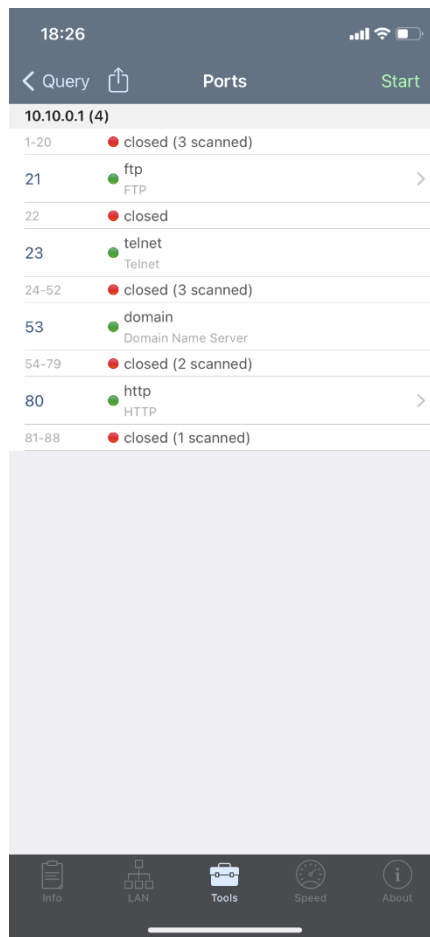 18:26
Query Ports Start
10.10.0.1 (4)
1-20 closed (3 scanned)
21 ftp
FTP
22 closed
23 telnet
Telnet
24-52 closed (3 scanned)
53 domain
Domain Name Server
54-79 closed (2 scanned)
80 http
HTTP
81-88 closed (1 scanned)
Info LAN Tools Speed About